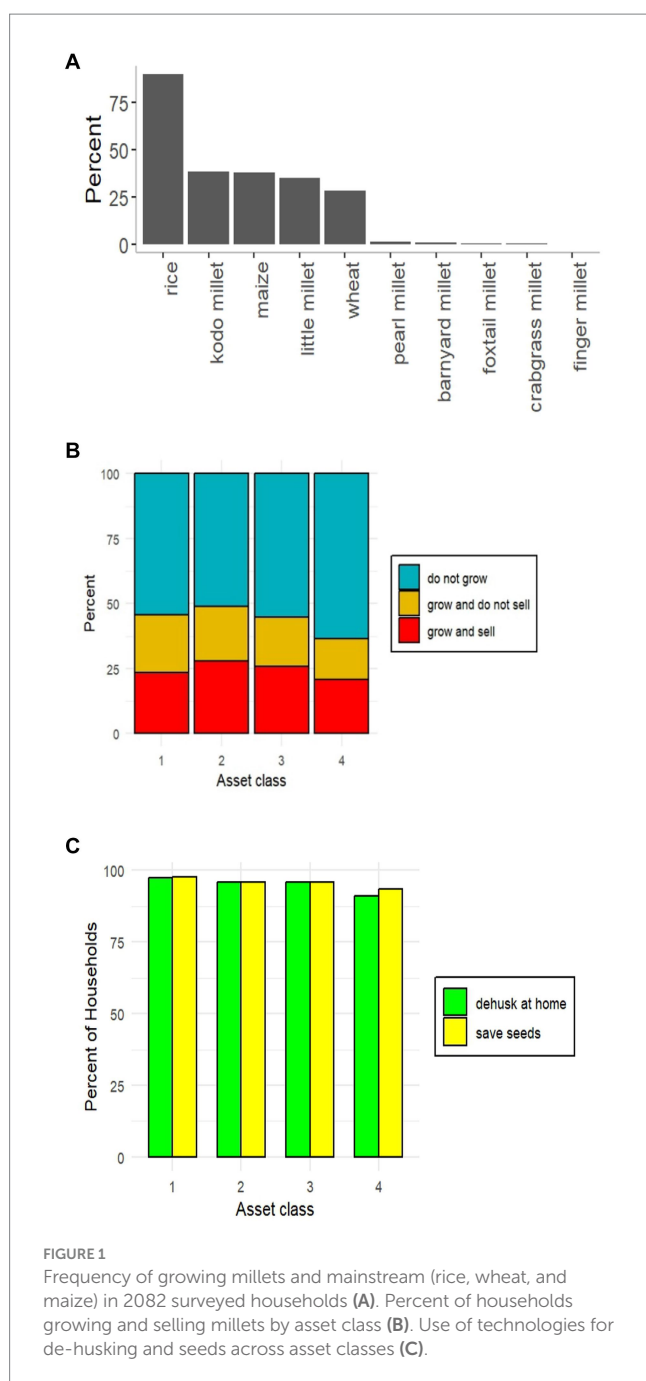 A
Percent
75
50
25
0
rice
kodo millet
maize
little millet
wheat
pearl millet
barnyard millet
foxtail millet
crabgrass millet
finger millet
B
Percent
100
75
50
25
0
1 2 3 4
Asset class
do not grow
grow and do not sell
grow and sell
C
Percent of Households
100
75
50
25
0
1 2 3 4
Asset class
dehusk at home
save seeds
FIGURE 1
Frequency of growing millets and mainstream (rice, wheat, and
maize) in 2082 surveyed households (A). Percent of households
growing and selling millets by asset class (B). Use of technologies for
de-husking and seeds across asset classes (C).